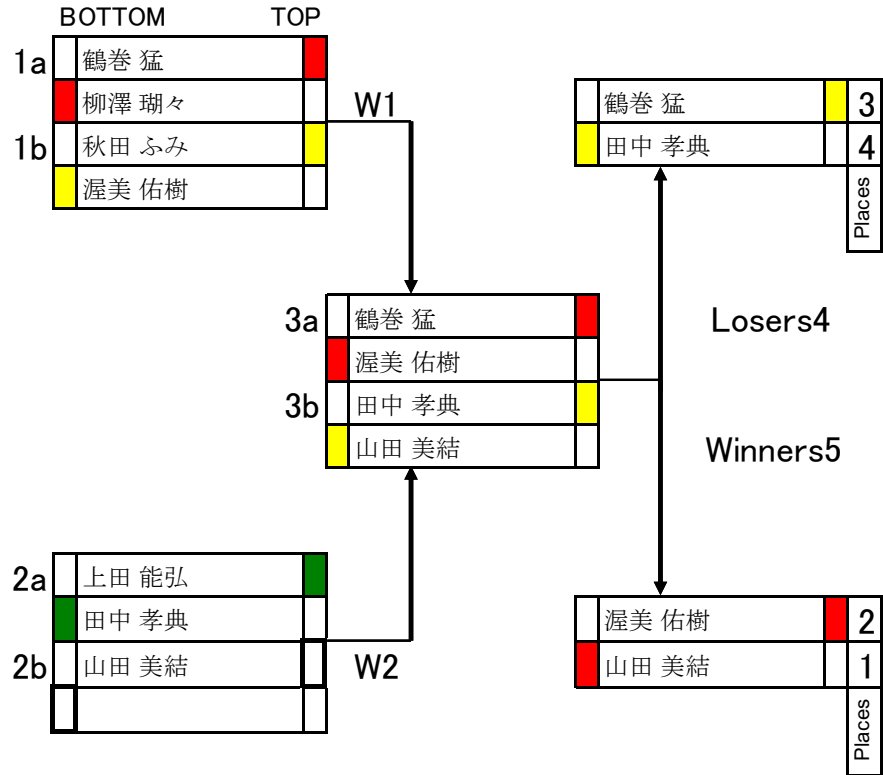 BOTTOM TOP
1a 鶴巻 猛
柳澤 瑚々
1b 秋田 ふみ
渥美 佑樹
W1
鶴巻 猛 3
田中 孝典 4
Places
3a 鶴巻 猛
渥美 佑樹
3b 田中 孝典
山田 美結
Losers4
Winners5
2a 上田 能弘
田中 孝典
2b 山田 美結
W2
渥美 佑樹 2
山田 美結 1
Places